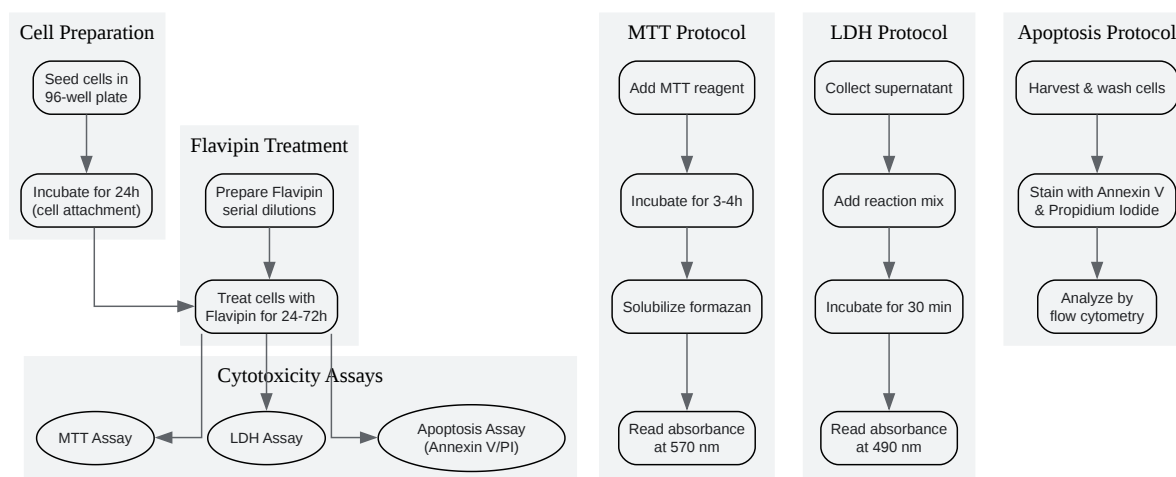 Cell Preparation
Seed cells in
96-well plate
Incubate for 24h
(cell attachment)
Flavipin Treatment
Prepare Flavipin
serial dilutions
Treat cells with
Flavipin for 24-72h
Cytotoxicity Assays
MTT Assay
LDH Assay
Apoptosis Assay
(Annexin V/PI)
MTT Protocol
Add MTT reagent
Incubate for 3-4h
Solubilize formazan
Read absorbance
at 570 nm
LDH Protocol
Collect supernatant
Add reaction mix
Incubate for 30 min
Read absorbance
at 490 nm
Apoptosis Protocol
Harvest & wash cells
Stain with Annexin V
& Propidium Iodide
Analyze by
flow cytometry